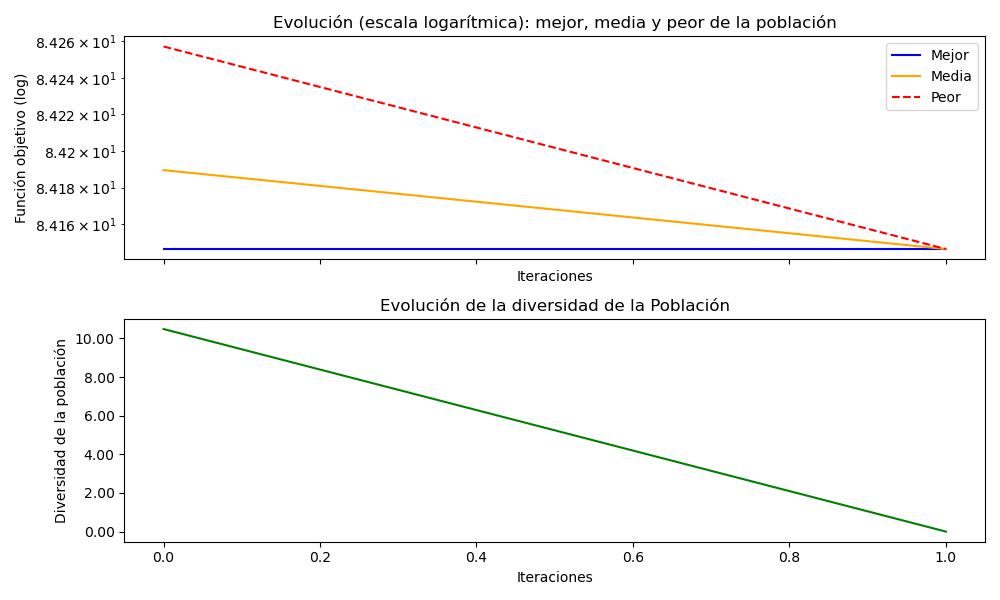 Evolución (escala logarítmica): mejor, media y peor de la población
Función objetivo (log)
8.426 × 10¹
8.424 × 10¹
8.422 × 10¹
8.42 × 10¹
8.418 × 10¹
8.416 × 10¹
Mejor
Media
Peor
Iteraciones
Evolución de la diversidad de la Población
Diversidad de la población
10.00
8.00
6.00
4.00
2.00
0.00
0.0 0.2 0.4 0.6 0.8 1.0
Iteraciones